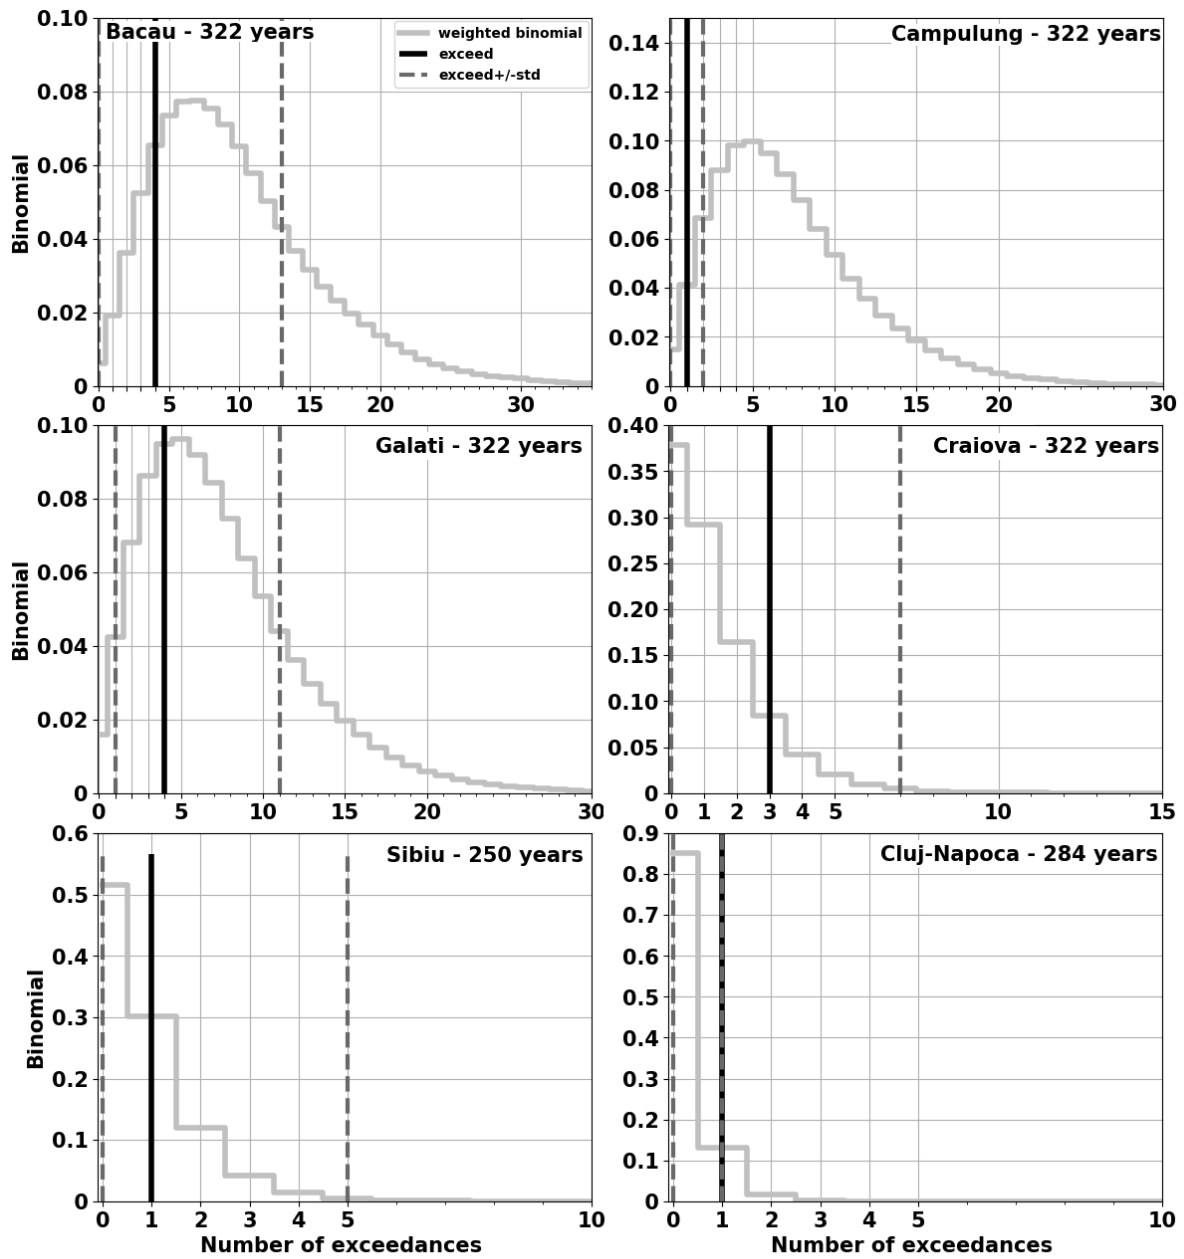 Bacau - 322 years
weighted binomial
exceed
exceed+/-std
Binomial
0.10
0.08
0.06
0.04
0.02
0
0 5 10 15 20 30
Campulung - 322 years
0.14
0.12
0.10
0.08
0.06
0.04
0.02
0
0 5 10 15 20 30
Galati - 322 years
Binomial
0.10
0.08
0.06
0.04
0.02
0
0 5 10 15 20 30
Craiova - 322 years
0.40
0.35
0.30
0.25
0.20
0.15
0.10
0.05
0
0 1 2 3 4 5 10 15
Sibiu - 250 years
Binomial
0.6
0.5
0.4
0.3
0.2
0.1
0
0 1 2 3 4 5 10
Number of exceedances
Cluj-Napoca - 284 years
0.9
0.8
0.7
0.6
0.5
0.4
0.3
0.2
0.1
0
0 1 2 3 4 5 10
Number of exceedances